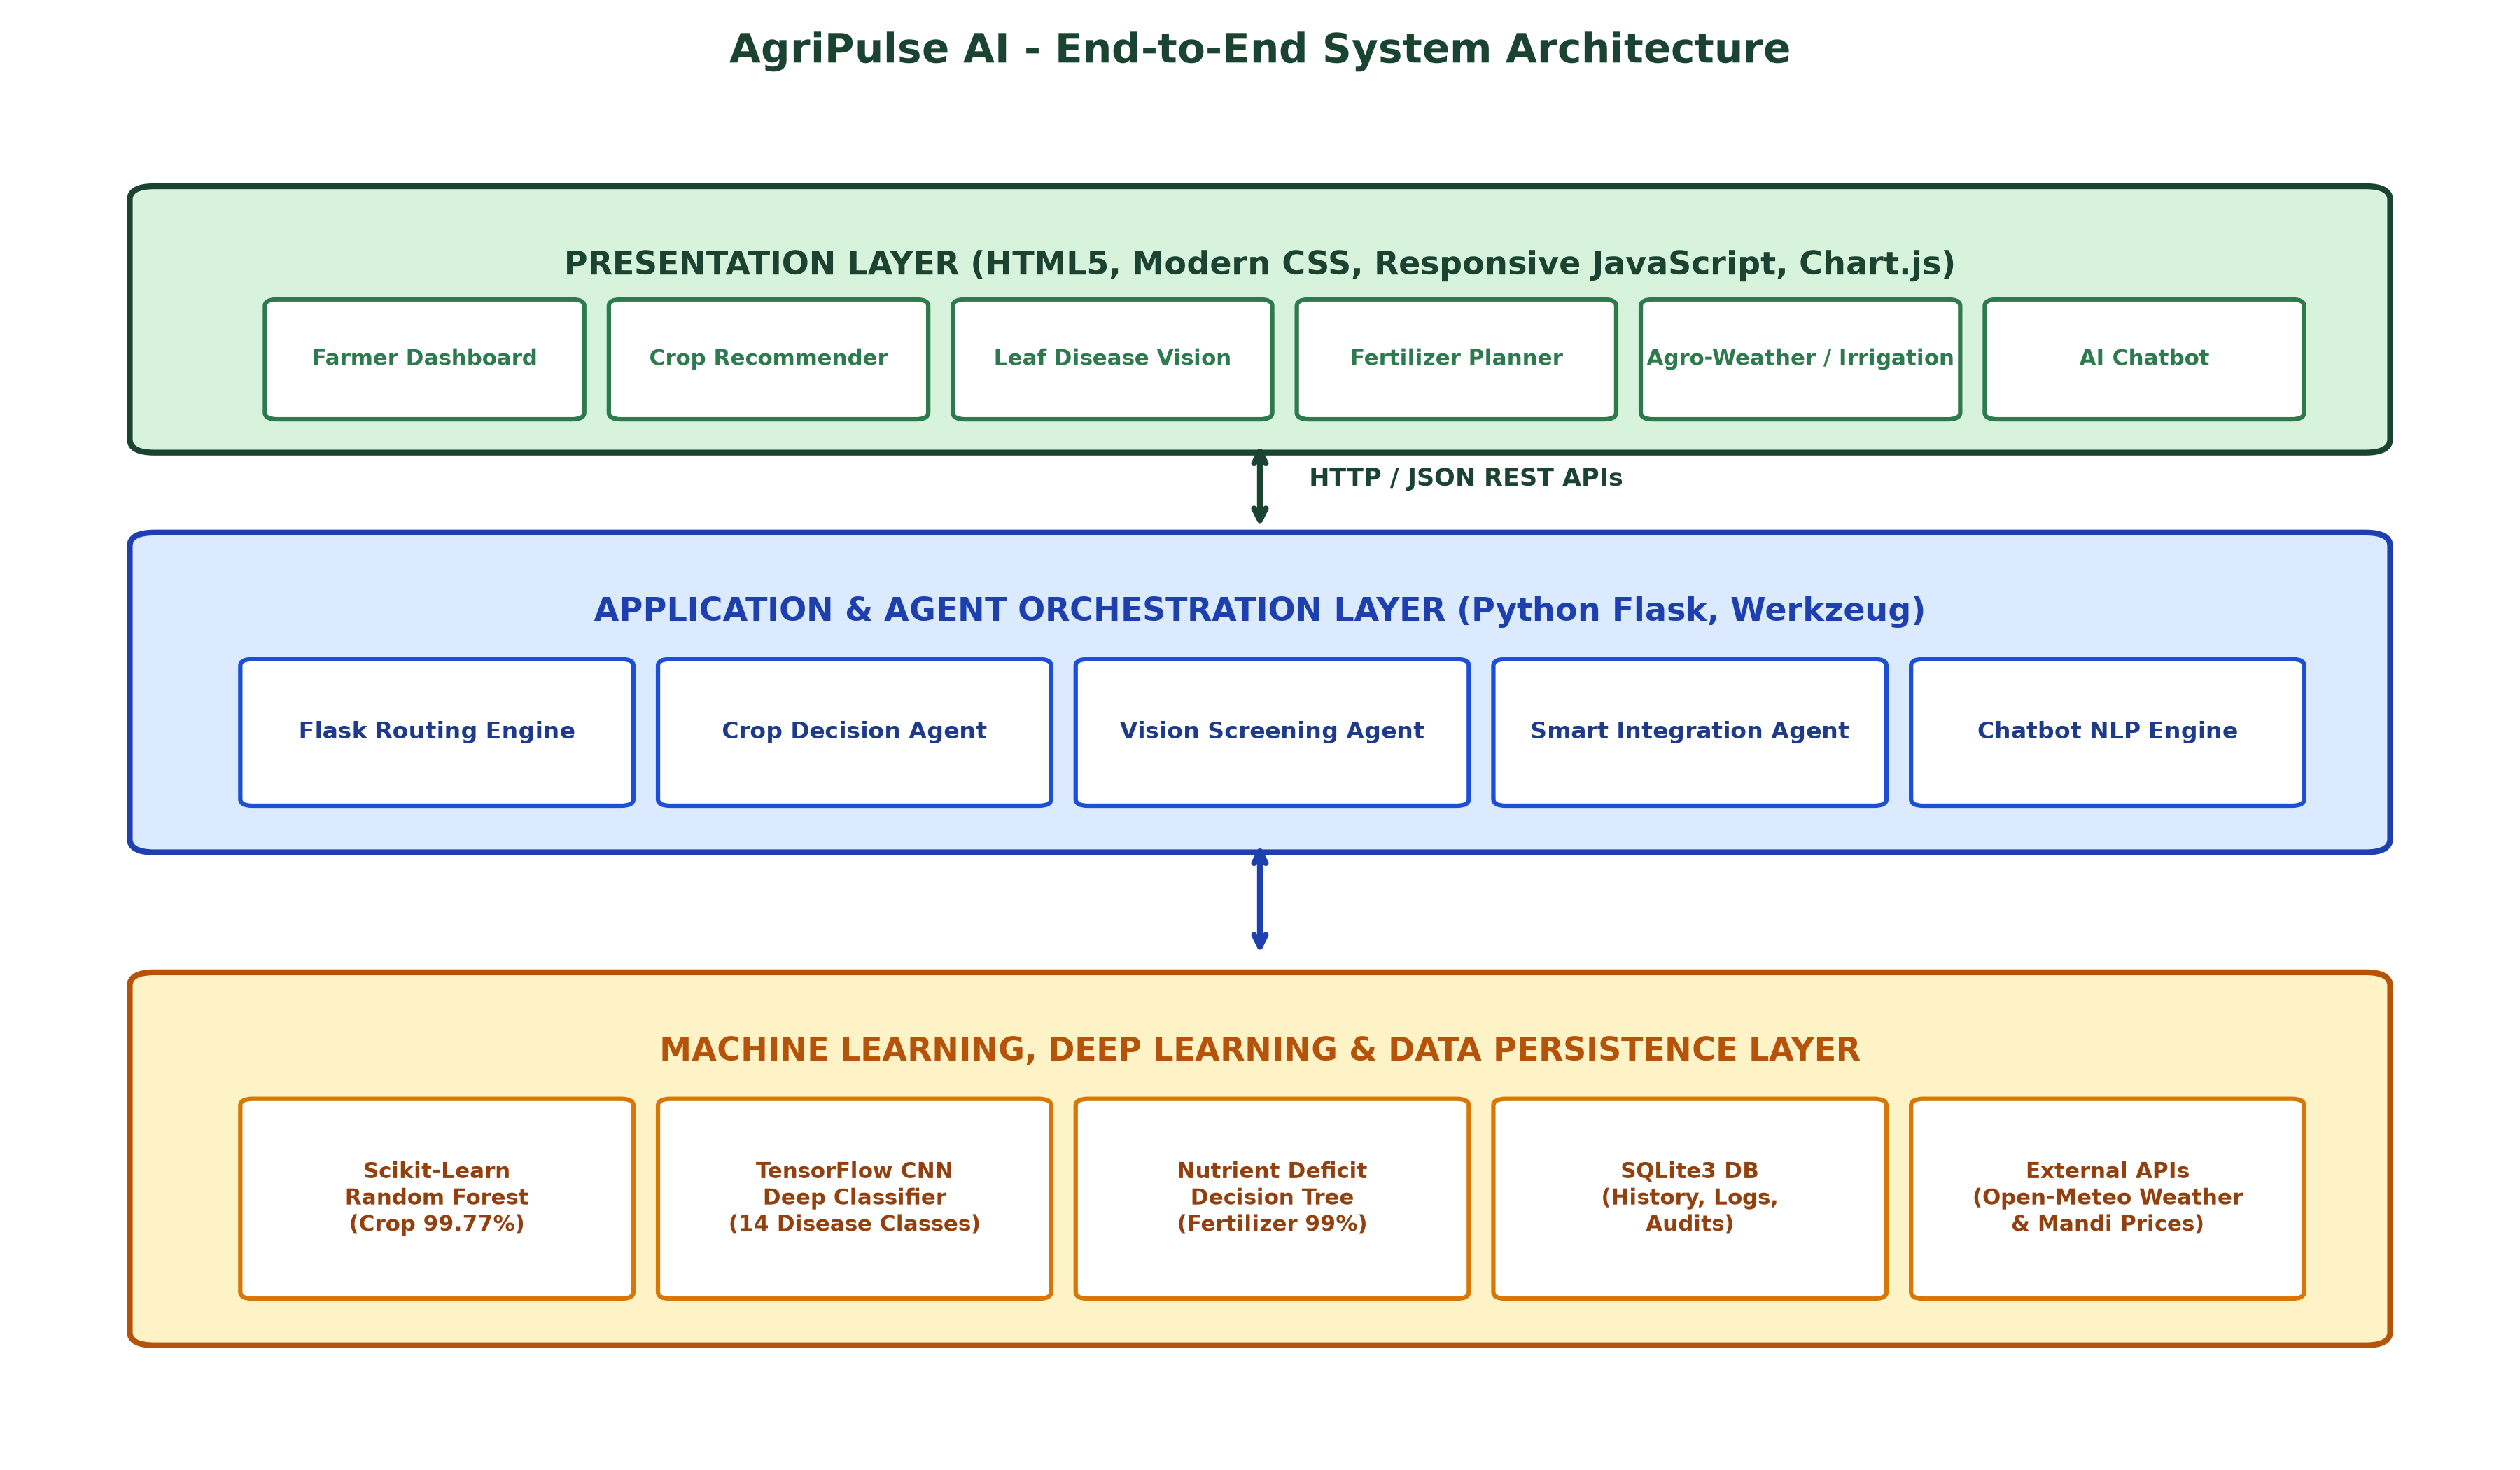 AgriPulse AI - End-to-End System Architecture
PRESENTATION LAYER (HTML5, Modern CSS, Responsive JavaScript, Chart.js)
Farmer Dashboard
Crop Recommender
Leaf Disease Vision
Fertilizer Planner
Agro-Weather / Irrigation
AI Chatbot
HTTP / JSON REST APIs
APPLICATION & AGENT ORCHESTRATION LAYER (Python Flask, Werkzeug)
Flask Routing Engine
Crop Decision Agent
Vision Screening Agent
Smart Integration Agent
Chatbot NLP Engine
MACHINE LEARNING, DEEP LEARNING & DATA PERSISTENCE LAYER
Scikit-Learn
Random Forest
(Crop 99.77%)
TensorFlow CNN
Deep Classifier
(14 Disease Classes)
Nutrient Deficit
Decision Tree
(Fertilizer 99%)
SQLite3 DB
(History, Logs,
Audits)
External APIs
(Open-Meteo Weather
& Mandi Prices)